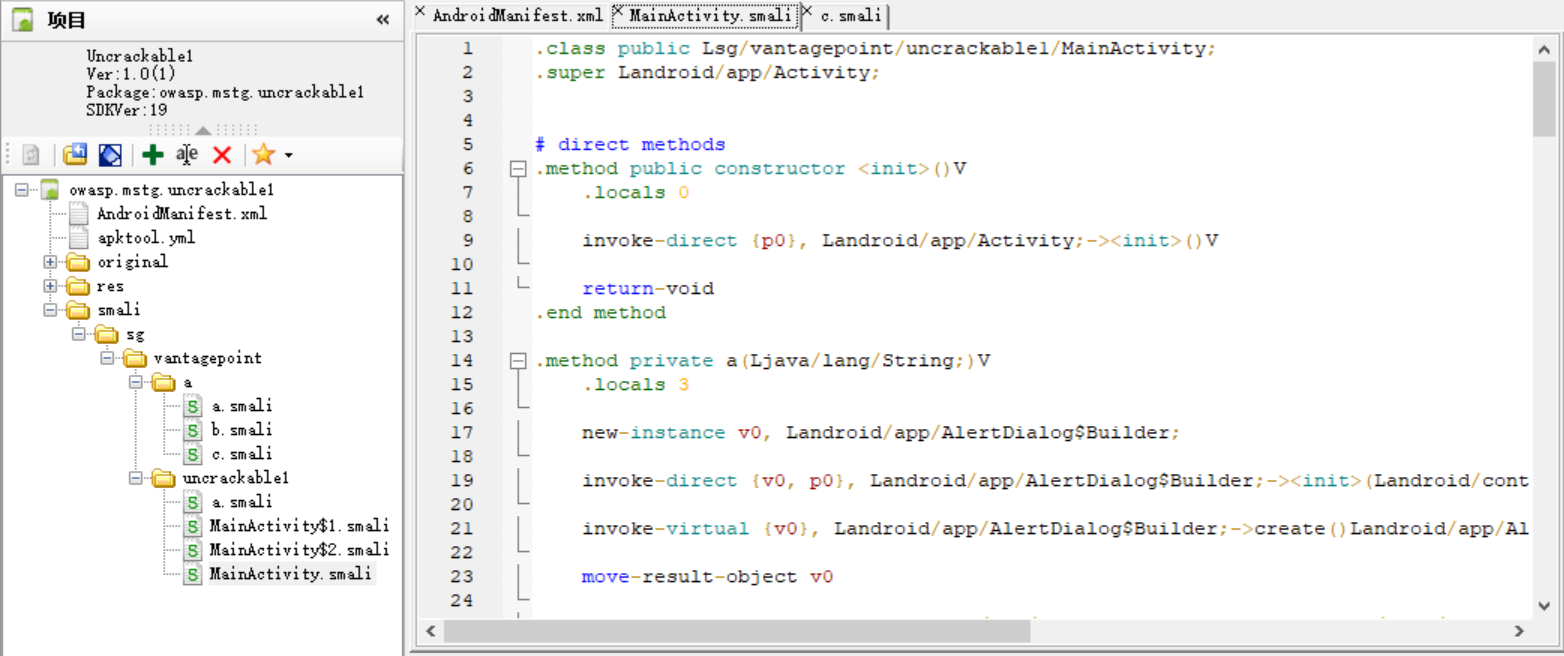 项目
«
Uncrackable1
Ver:1.0(1)
Package:owasp.mstg.uncrackable1
SDKVer:19
a|e
owasp.mstg.uncrackable1
AndroidManifest.xml
apktool.yml
original
res
smali
sg
vantagepoint
a
a.smali
b.smali
c.smali
uncrackable1
a.smali
MainActivity$1.smali
MainActivity$2.smali
MainActivity.smali
AndroidManifest.xml MainActivity.smali c.smali
1 .class public Lsg/vantagepoint/uncrackable1/MainActivity;
2 .super Landroid/app/Activity;
3
4
5 # direct methods
6 .method public constructor <init>()V
7 .locals 0
8
9 invoke-direct {p0}, Landroid/app/Activity;-><init>()V
10
11 return-void
12 .end method
13
14 .method private a(Ljava/lang/String;)V
15 .locals 3
16
17 new-instance v0, Landroid/app/AlertDialog$Builder;
18
19 invoke-direct {v0, p0}, Landroid/app/AlertDialog$Builder;-><init>(Landroid/cont
20
21 invoke-virtual {v0}, Landroid/app/AlertDialog$Builder;->create()Landroid/app/Al
22
23 move-result-object v0
24